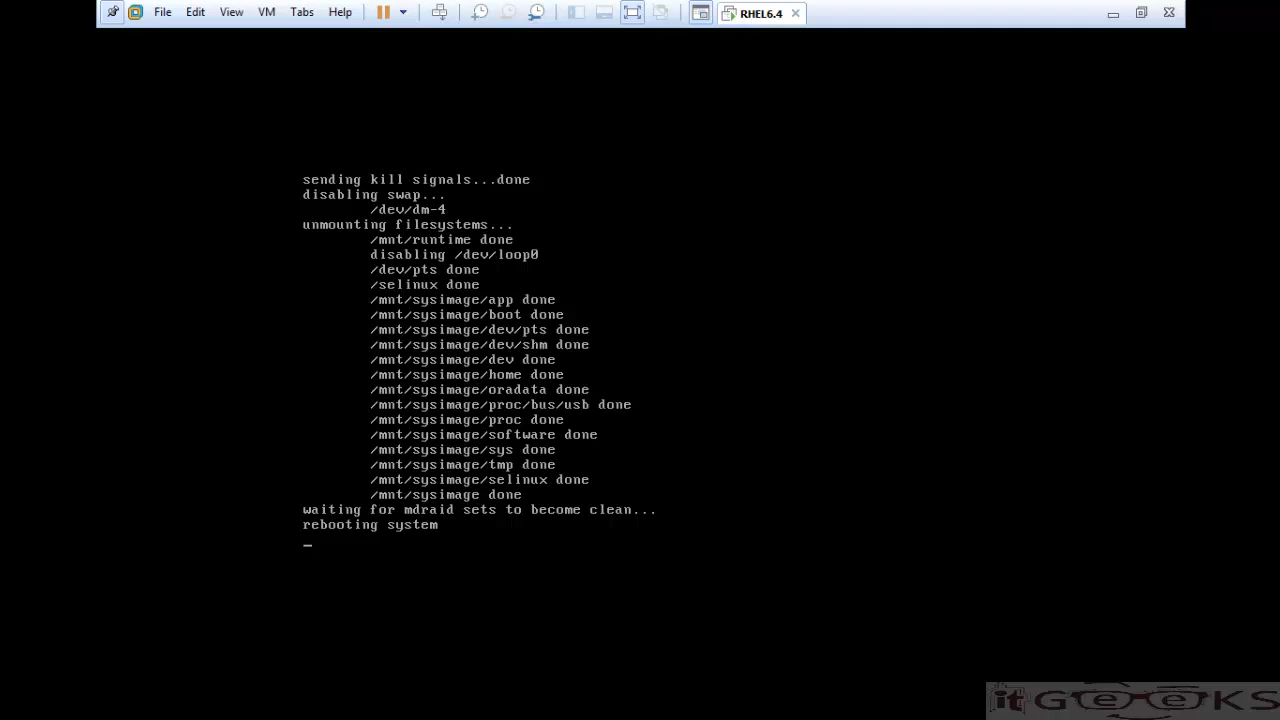 File Edit View VM Tabs Help RHEL6.4
sending kill signals...done
disabling swap...
/dev/dm-4
unmounting filesystems...
/mnt/runtime done
disabling /dev/loop0
/dev/pts done
/selinux done
/mnt/sysimage/app done
/mnt/sysimage/boot done
/mnt/sysimage/dev/pts done
/mnt/sysimage/dev/shm done
/mnt/sysimage/dev done
/mnt/sysimage/home done
/mnt/sysimage/oradata done
/mnt/sysimage/proc/bus/usb done
/mnt/sysimage/proc done
/mnt/sysimage/software done
/mnt/sysimage/sys done
/mnt/sysimage/tmp done
/mnt/sysimage/selinux done
/mnt/sysimage done
waiting for mdraid sets to become clean...
rebooting system
itGeeKS